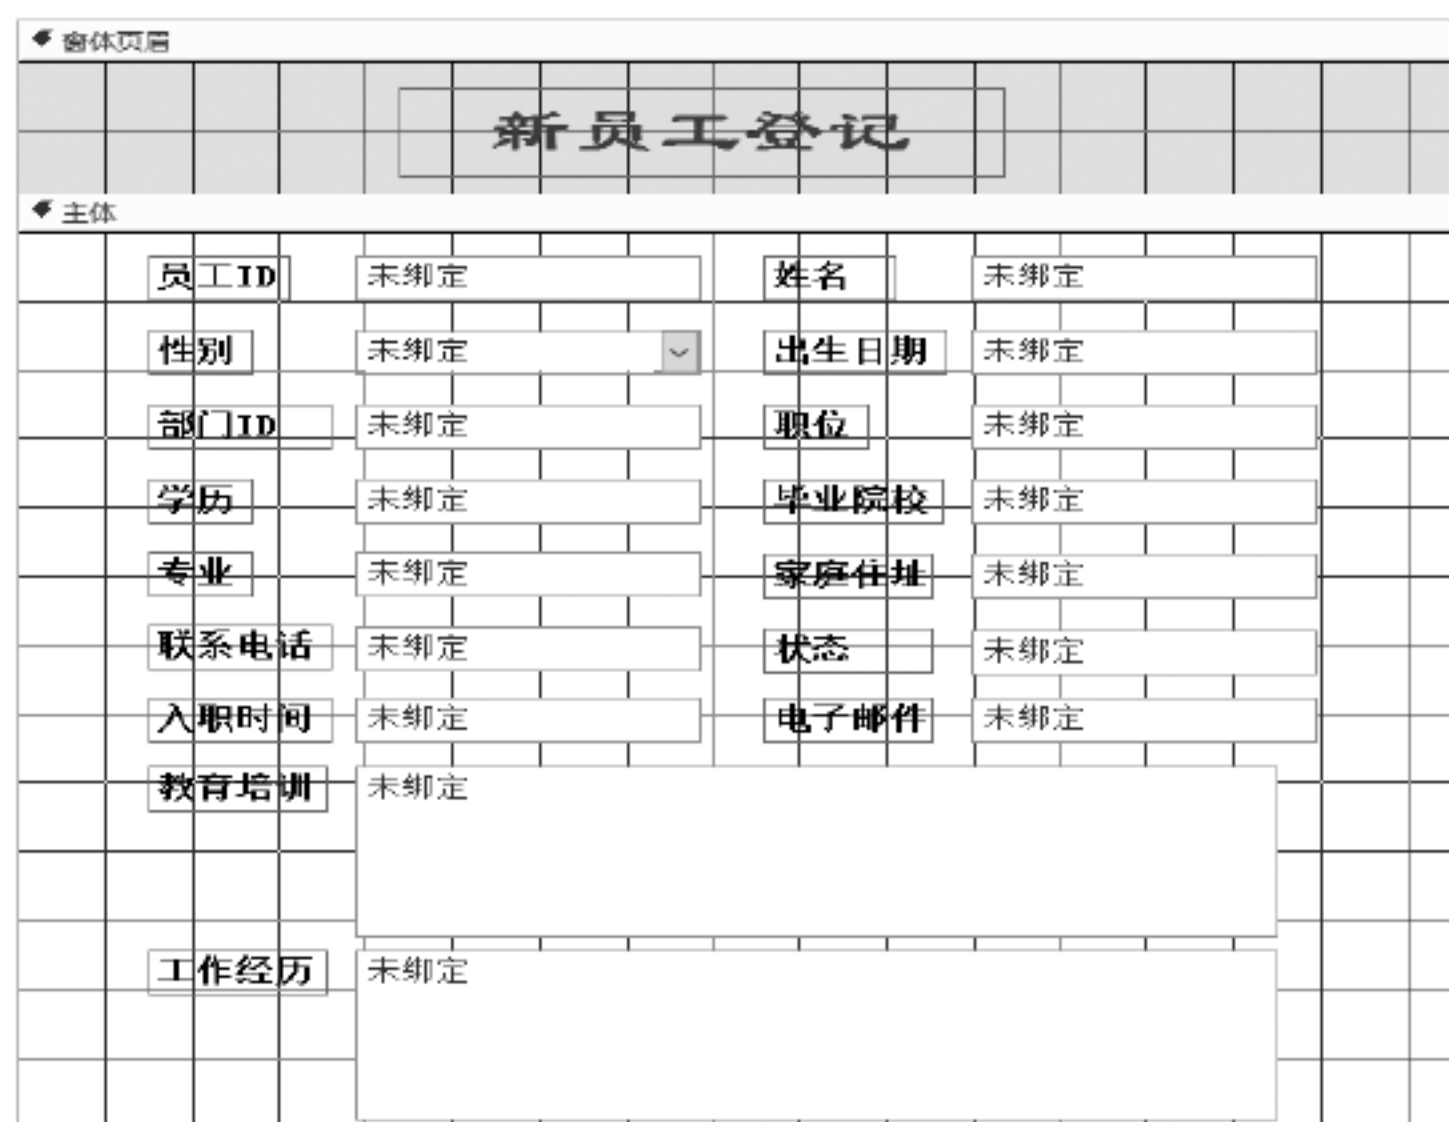 窗体页眉
新员工登记
主体
员工ID 未绑定 姓名 未绑定
性别 未绑定 出生日期 未绑定
部门ID 未绑定 职位 未绑定
学历 未绑定 毕业院校 未绑定
专业 未绑定 家庭住址 未绑定
联系电话 未绑定 状态 未绑定
入职时间 未绑定 电子邮件 未绑定
教育培训 未绑定
工作经历 未绑定